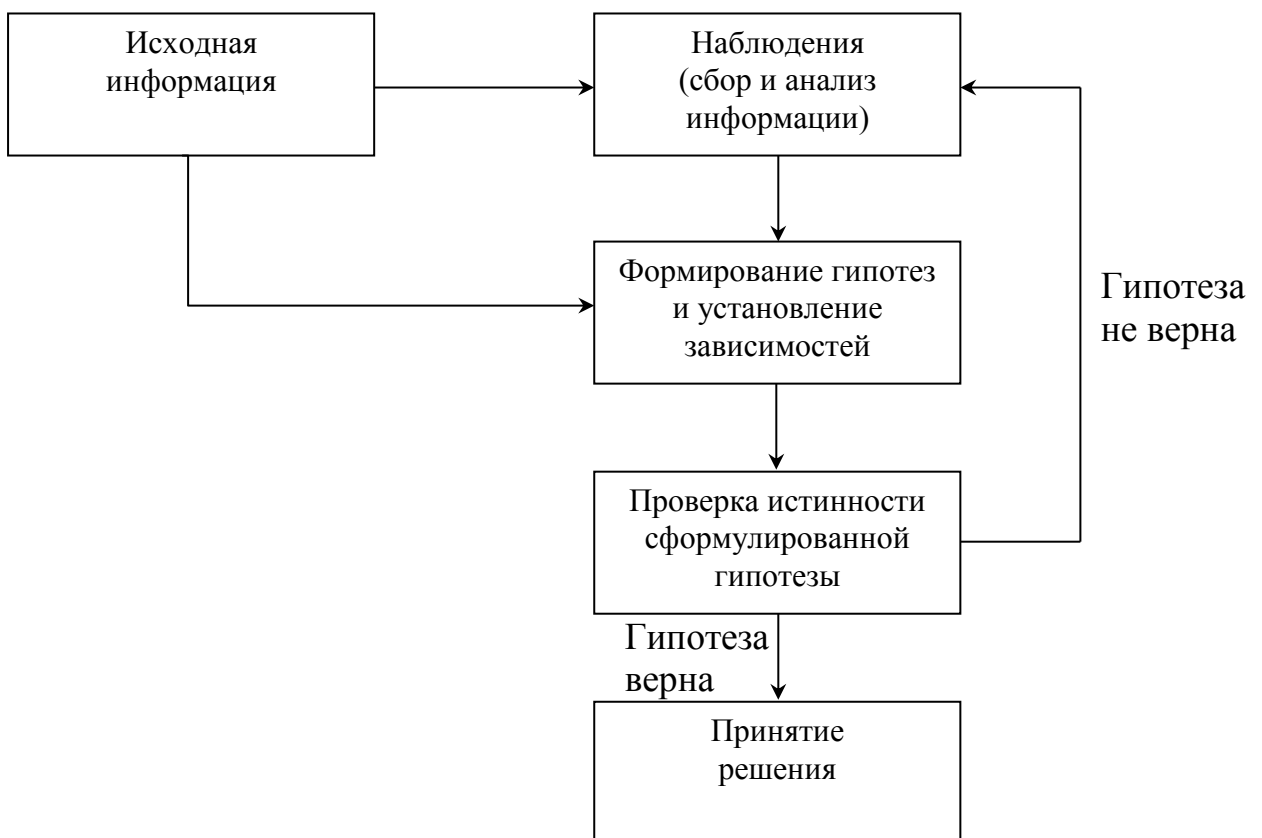 Исходная
информация
Наблюдения
(сбор и анализ
информации)
Формирование гипотез
и установление
зависимостей
Гипотеза
не верна
Проверка истинности
сформулированной
гипотезы
Гипотеза
верна
Принятие
решения